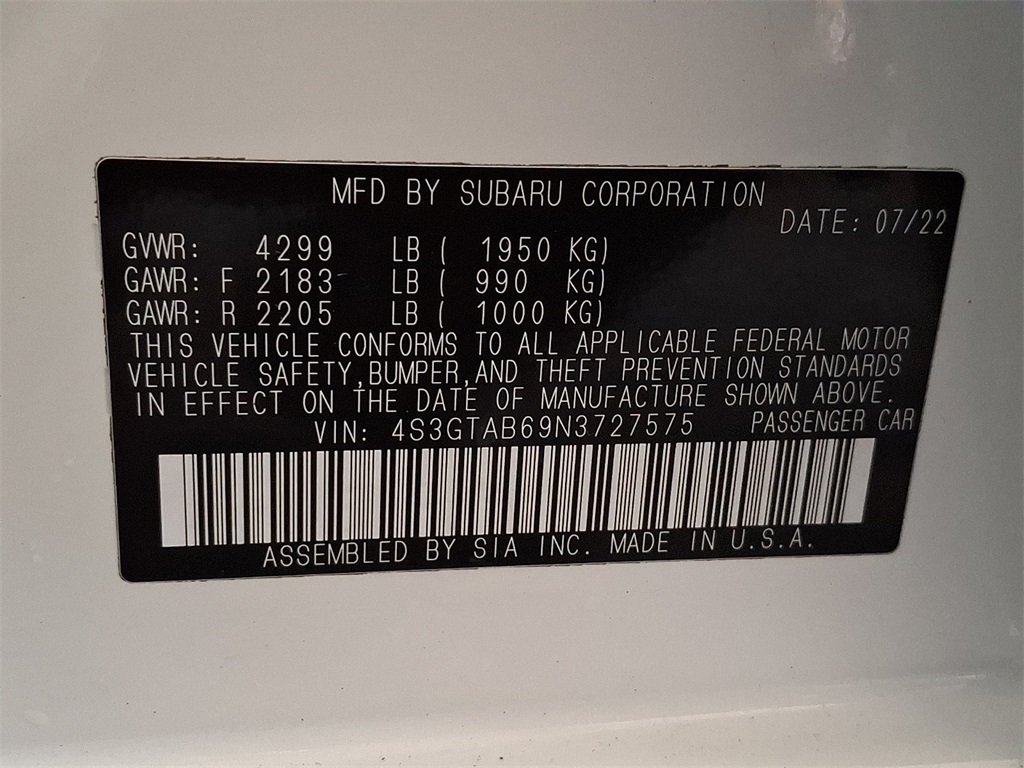 MFD BY SUBARU CORPORATION
DATE: 07/22
GVWR: 4299 LB ( 1950 KG)
GAWR: F 2183 LB ( 990 KG)
GAWR: R 2205 LB ( 1000 KG)
THIS VEHICLE CONFORMS TO ALL APPLICABLE FEDERAL MOTOR
VEHICLE SAFETY, BUMPER, AND THEFT PREVENTION STANDARDS
IN EFFECT ON THE DATE OF MANUFACTURE SHOWN ABOVE.
VIN: 4S3GTAB69N3727575 PASSENGER CAR
ASSEMBLED BY SIA INC. MADE IN U.S.A.